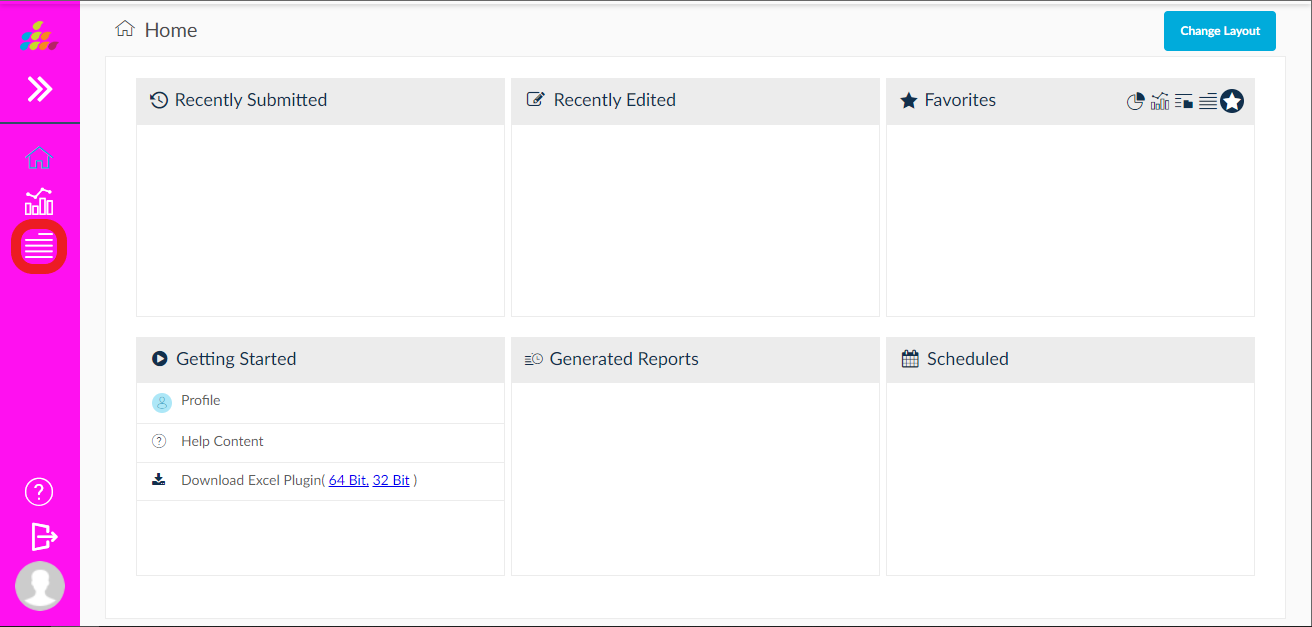 Home
Change Layout
Recently Submitted
Recently Edited
Favorites
Getting Started
Profile
Help Content
Download Excel Plugin( 64 Bit, 32 Bit )
Generated Reports
Scheduled